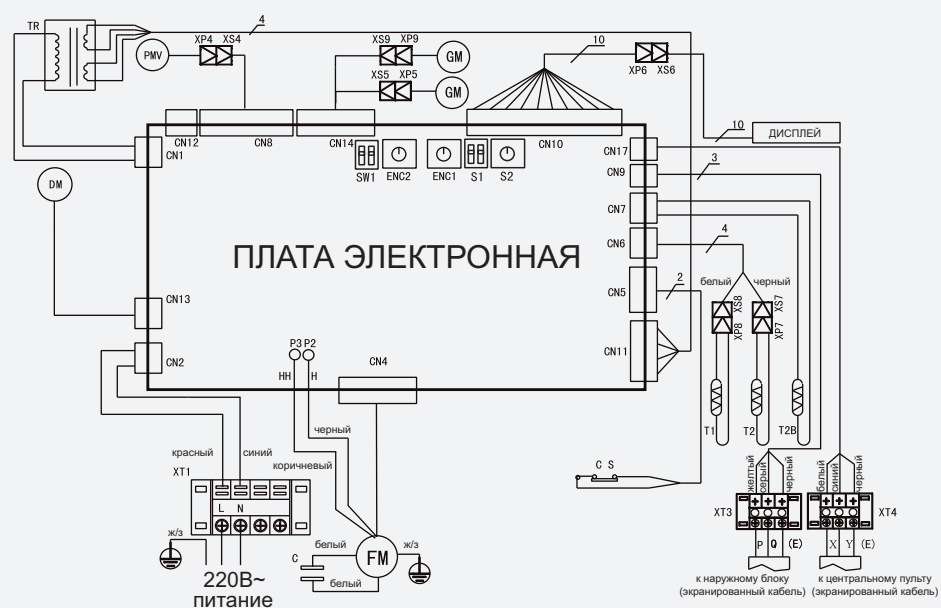 TR
4
XP4 XS4
XS9 XP9
GM
PMV
XS5 XP5
GM
10
XP6 XS6
10
ДИСПЛЕЙ
CN12
CN8
CN14
CN10
CN1
SW1
ENC2
ENC1
S1
S2
CN17
CN9
3
CN7
DM
ПЛАТА ЭЛЕКТРОННАЯ
CN6
4
белый
черный
CN5
2
XS8
XP8
XS7
XP7
CN13
CN2
P3 P2
HH
H
CN4
CN11
T1
T2
T2B
черный
красный
синий
коричневый
XT1
L N
C S
желтый
серый
черный
белый
синий
черный
XT3
XT4
P Q (E)
X Y (E)
ж/з
C
белый
FM
ж/з
белый
220В~
питание
к наружному блоку
(экранированный кабель)
к центральному пульту
(экранированный кабель)